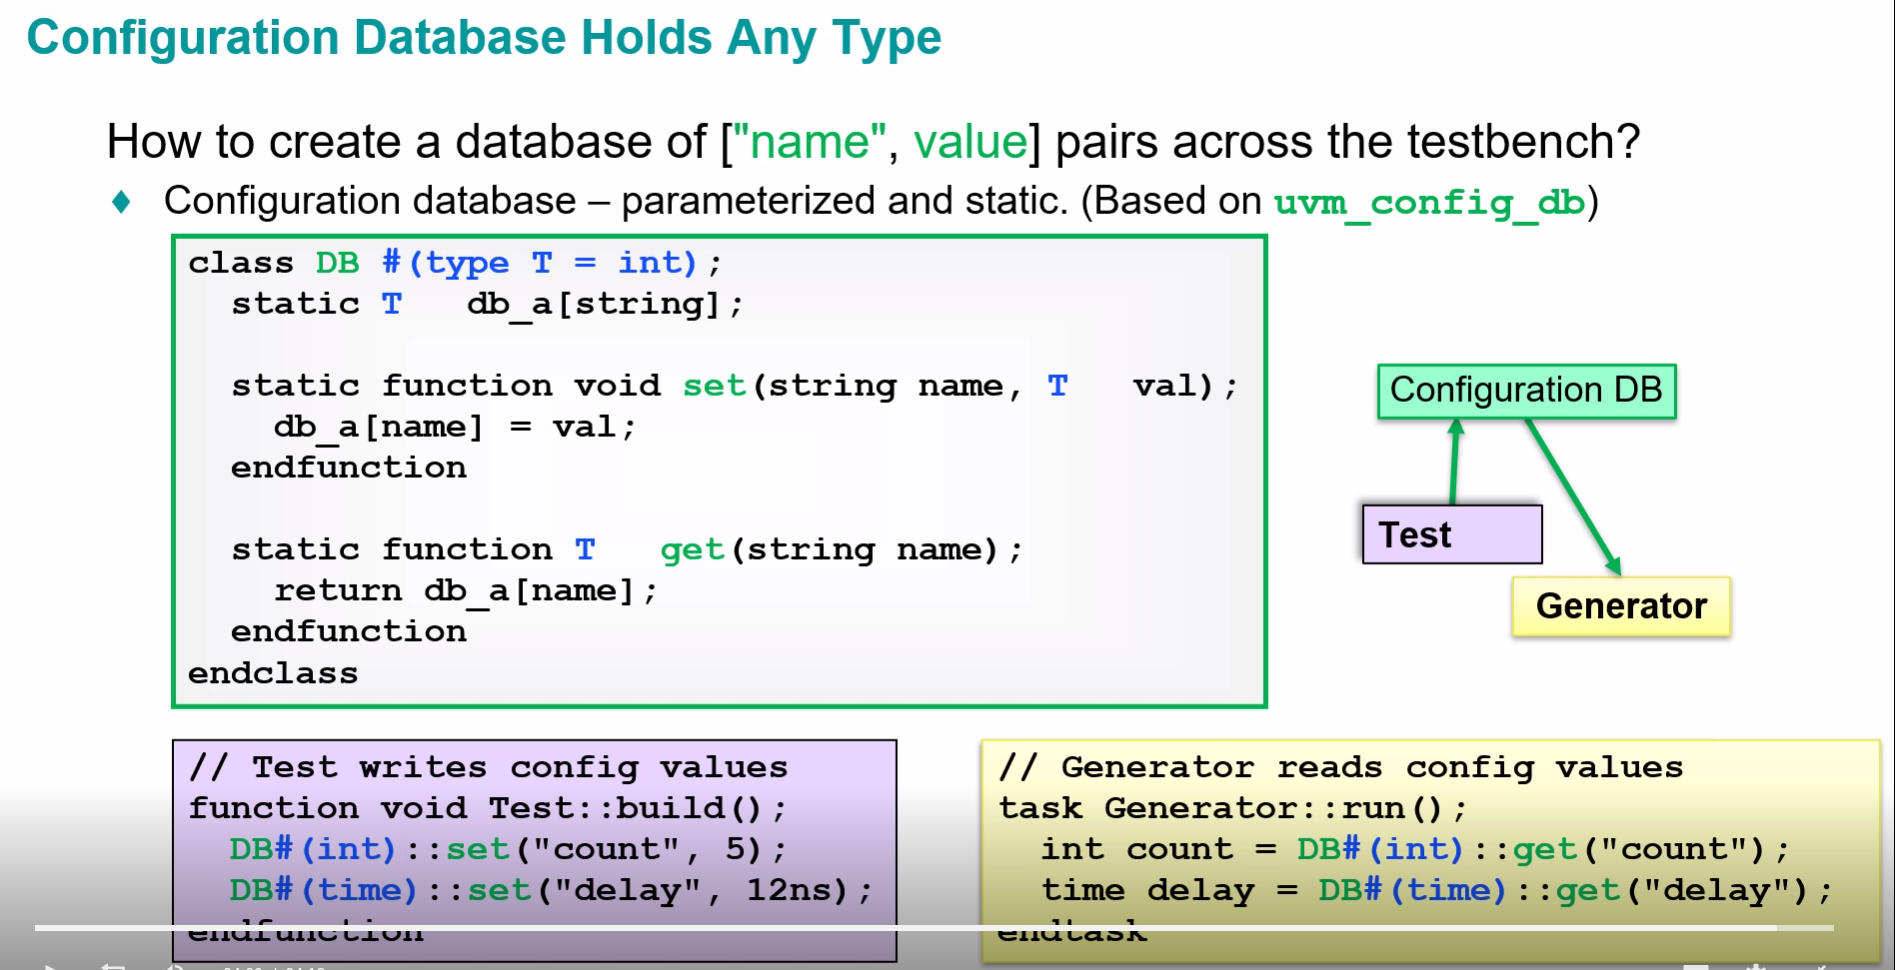 Configuration Database Holds Any Type
How to create a database of ["name", value] pairs across the testbench?
♦ Configuration database – parameterized and static. (Based on uvm_config_db)
class DB #(type T = int);
static T db_a[string];
static function void set(string name, T val);
db_a[name] = val;
endfunction
static function T get(string name);
return db_a[name];
endfunction
endclass
Configuration DB
Test
Generator
// Test writes config values
function void Test::build();
DB#(int)::set("count", 5);
DB#(time)::set("delay", 12ns);
endfunction
// Generator reads config values
task Generator::run();
int count = DB#(int)::get("count");
time delay = DB#(time)::get("delay");
endtask